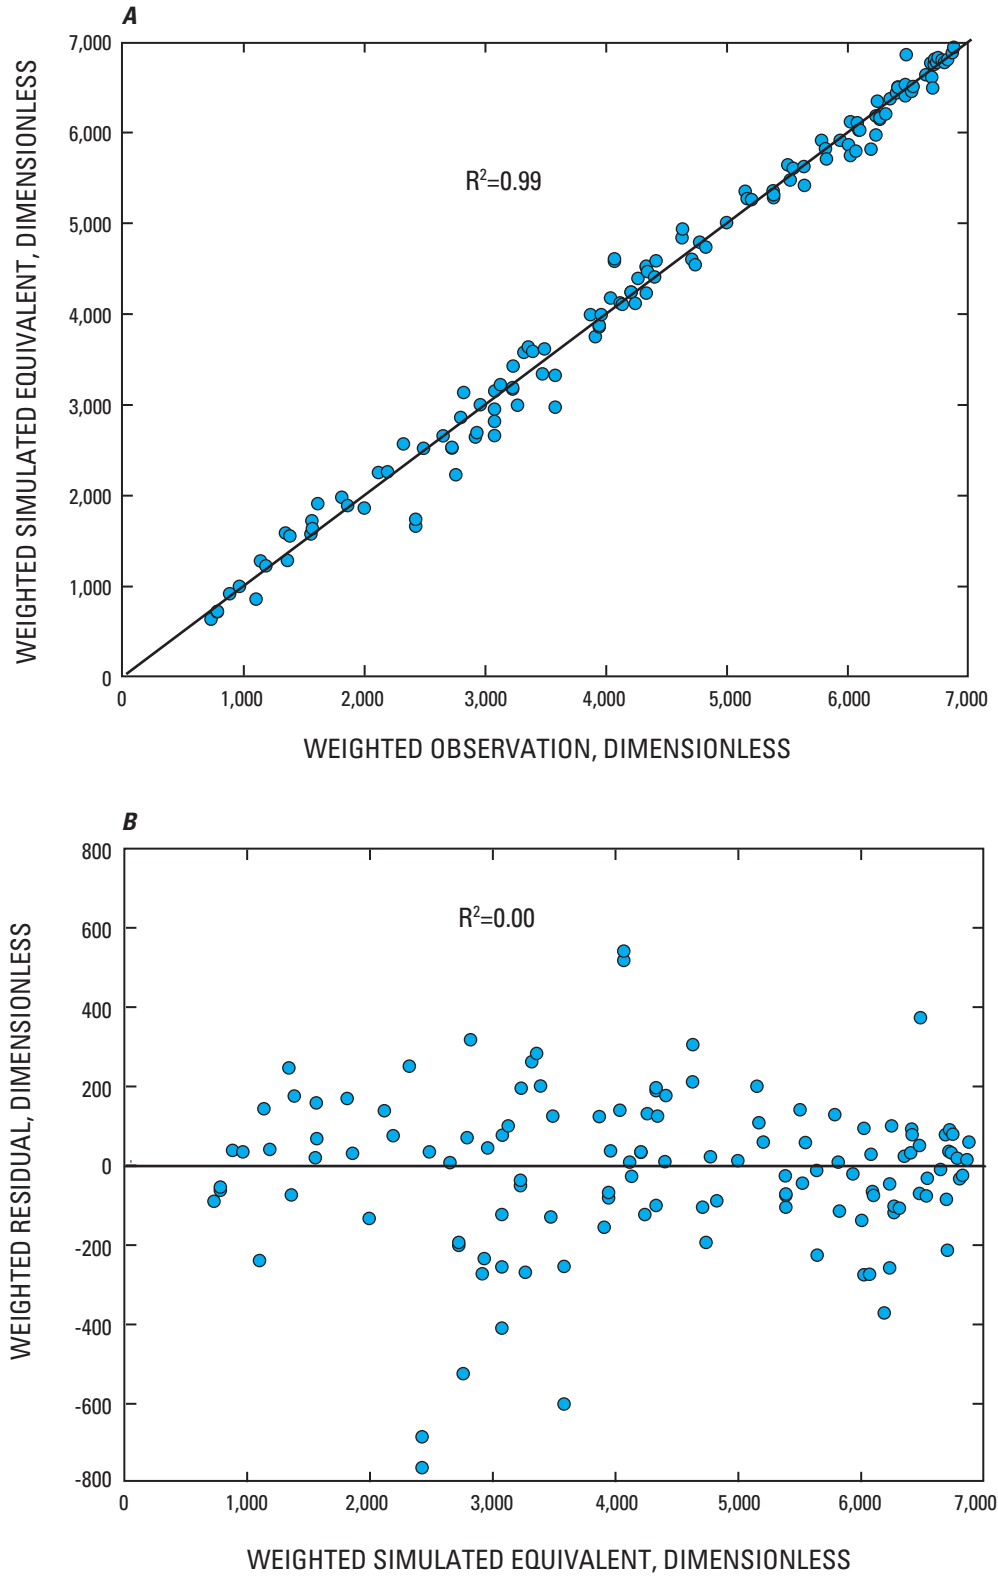 A
7,000
6,000
5,000
4,000
3,000
2,000
1,000
0
WEIGHTED SIMULATED EQUIVALENT, DIMENSIONLESS
R²=0.99
0 1,000 2,000 3,000 4,000 5,000 6,000 7,000
WEIGHTED OBSERVATION, DIMENSIONLESS
B
800
600
400
200
0
-200
-400
-600
-800
WEIGHTED RESIDUAL, DIMENSIONLESS
R²=0.00
0 1,000 2,000 3,000 4,000 5,000 6,000 7,000
WEIGHTED SIMULATED EQUIVALENT, DIMENSIONLESS